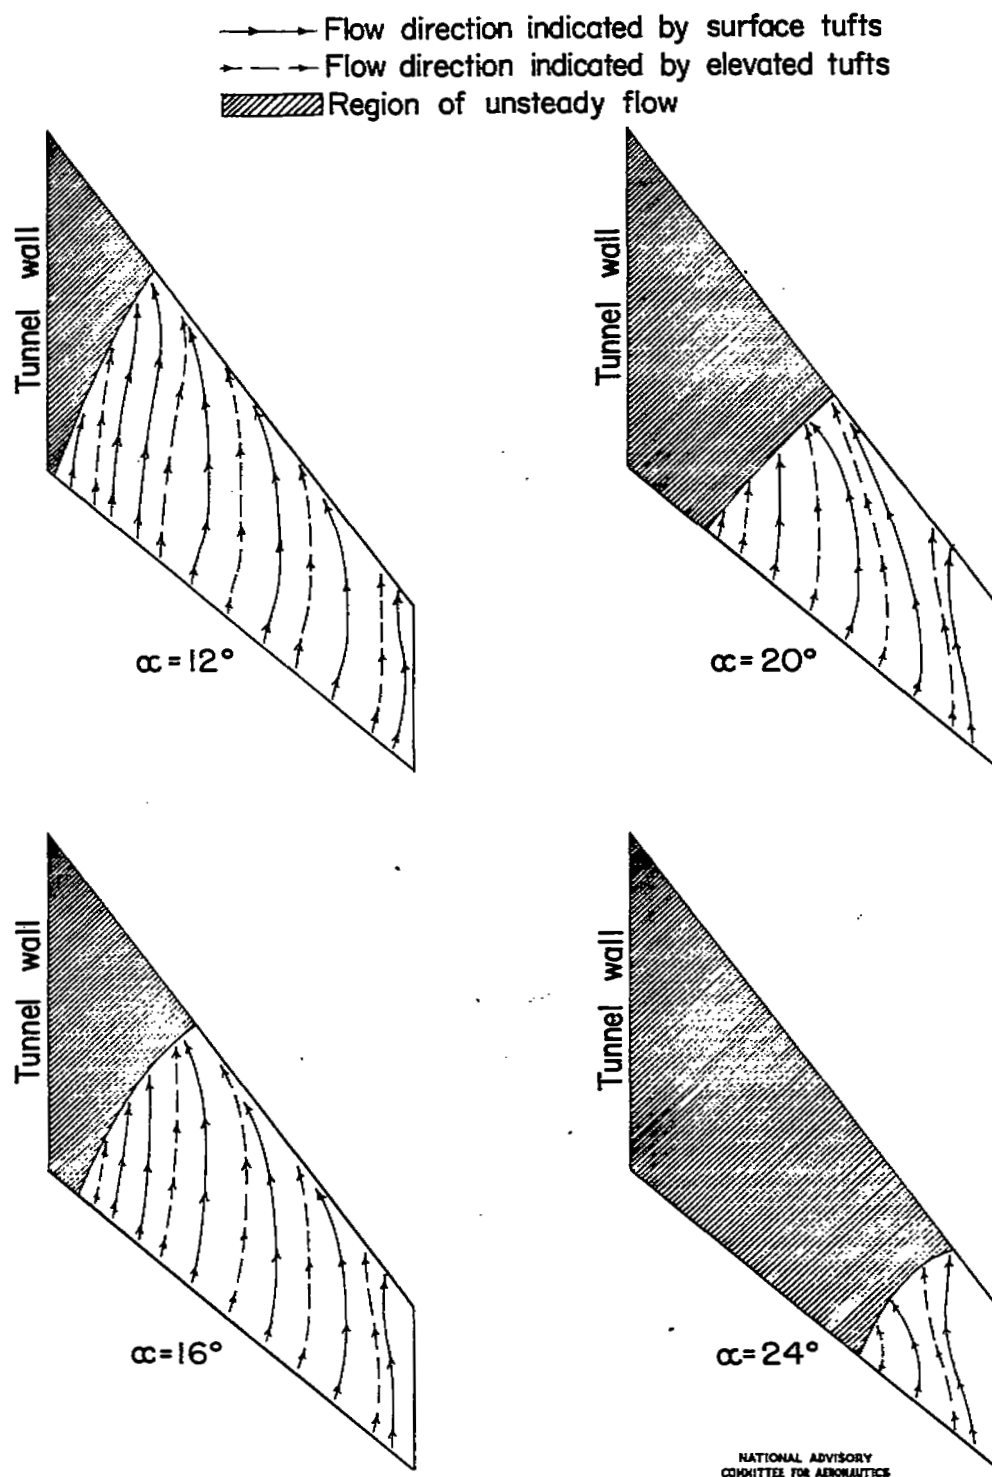 Flow direction indicated by surface tufts
Flow direction indicated by elevated tufts
Region of unsteady flow
Tunnel wall
α=12°
Tunnel wall
α=20°
Tunnel wall
α=16°
Tunnel wall
α=24°
NATIONAL ADVISORY
COMMITTEE FOR AERONAUTICS